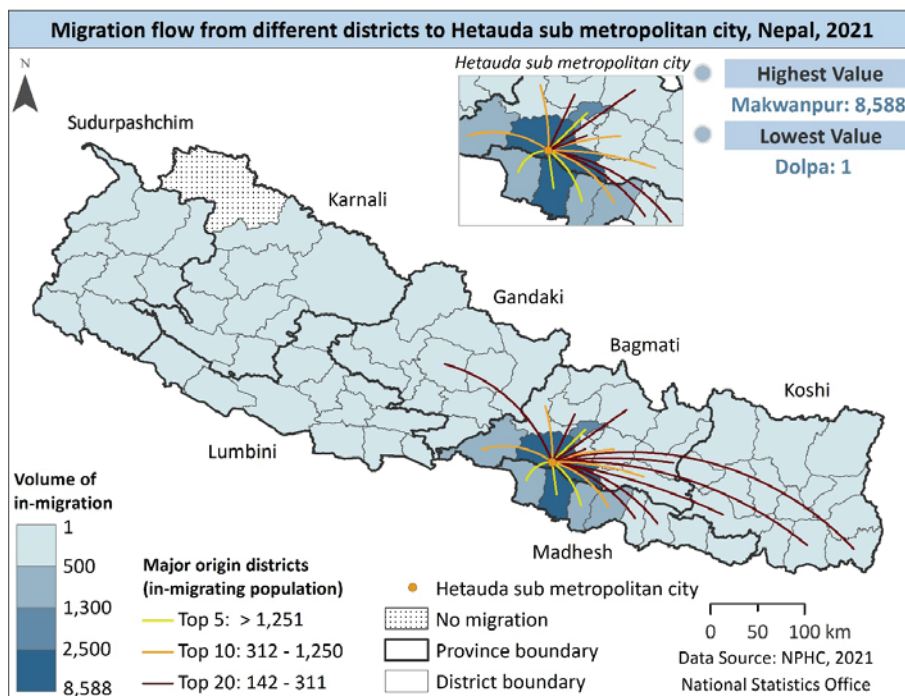 Migration flow from different districts to Hetauda sub metropolitan city, Nepal, 2021
N
Hetauda sub metropolitan city
Highest Value
Makwanpur: 8,588
Lowest Value
Dolpa: 1
Sudurpashchim
Karnali
Gandaki
Bagmati
Koshi
Lumbini
Madhesh
Volume of
in-migration
1
500
1,300
2,500
8,588
Major origin districts
(in-migrating population)
Top 5: > 1,251
Top 10: 312 - 1,250
Top 20: 142 - 311
Hetauda sub metropolitan city
No migration
Province boundary
District boundary
0 50 100 km
Data Source: NPHC, 2021
National Statistics Office